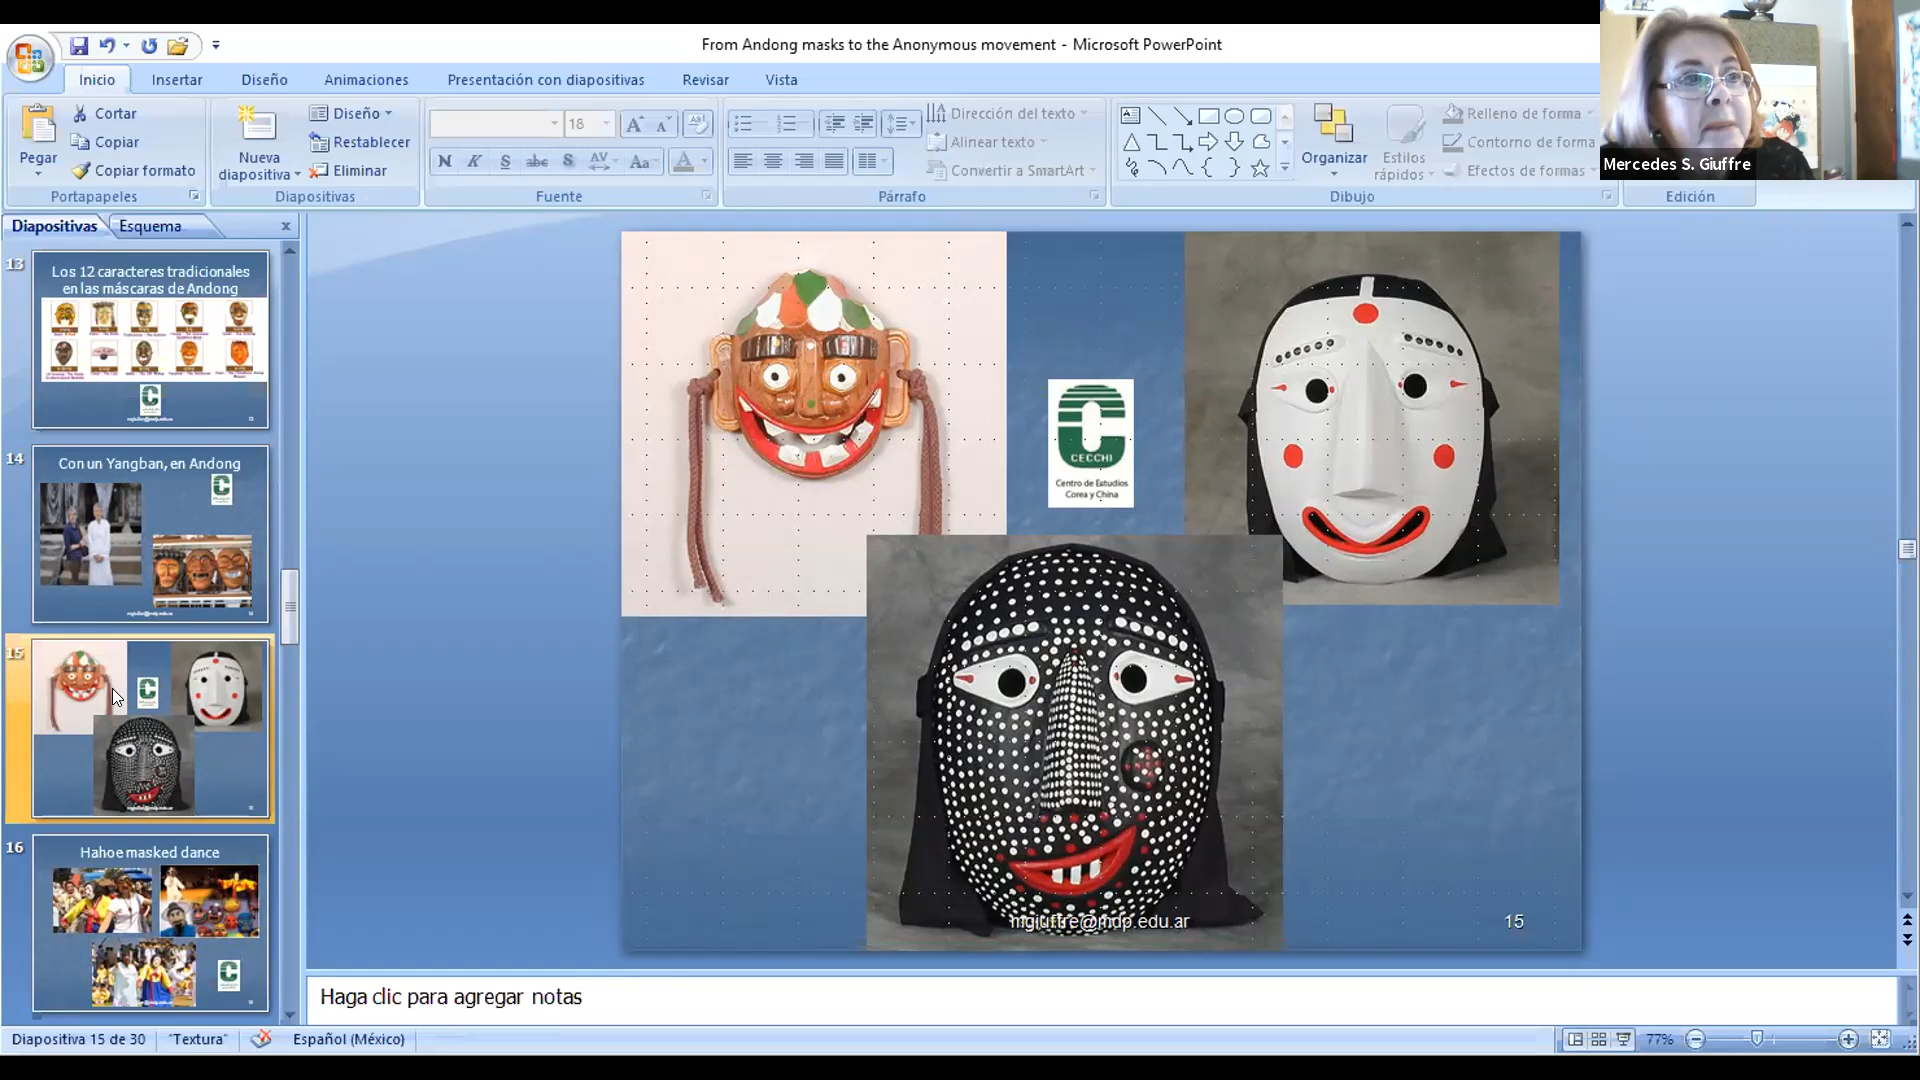 From Andong masks to the Anonymous movement - Microsoft PowerPoint
Inicio
Insertar
Diseño
Animaciones
Presentación con diapositivas
Revisar
Vista
Pegar
Cortar
Copiar
Copiar formato
Portapapeles
Nueva
diapositiva
Diseño
Restablecer
Eliminar
Diapositivas
18
N K S abc S AV Aa A
Fuente
Dirección del texto
Alinear texto
Convertir a SmartArt
Párrafo
Organizar
Estilos
rápidos
Relleno de forma
Contorno de forma
Efectos de formas
Dibujo
Edición
Mercedes S. Giuffre
Diapositivas
Esquema
13
Los 12 caracteres tradicionales
en las máscaras de Andong
14
Con un Yangban, en Andong
15
16
Hahoe masked dance
CECCHI
Centro de Estudios
Corea y China
mgiuffre@mdp.edu.ar
15
Haga clic para agregar notas
Diapositiva 15 de 30
"Textura"
Español (México)
77%